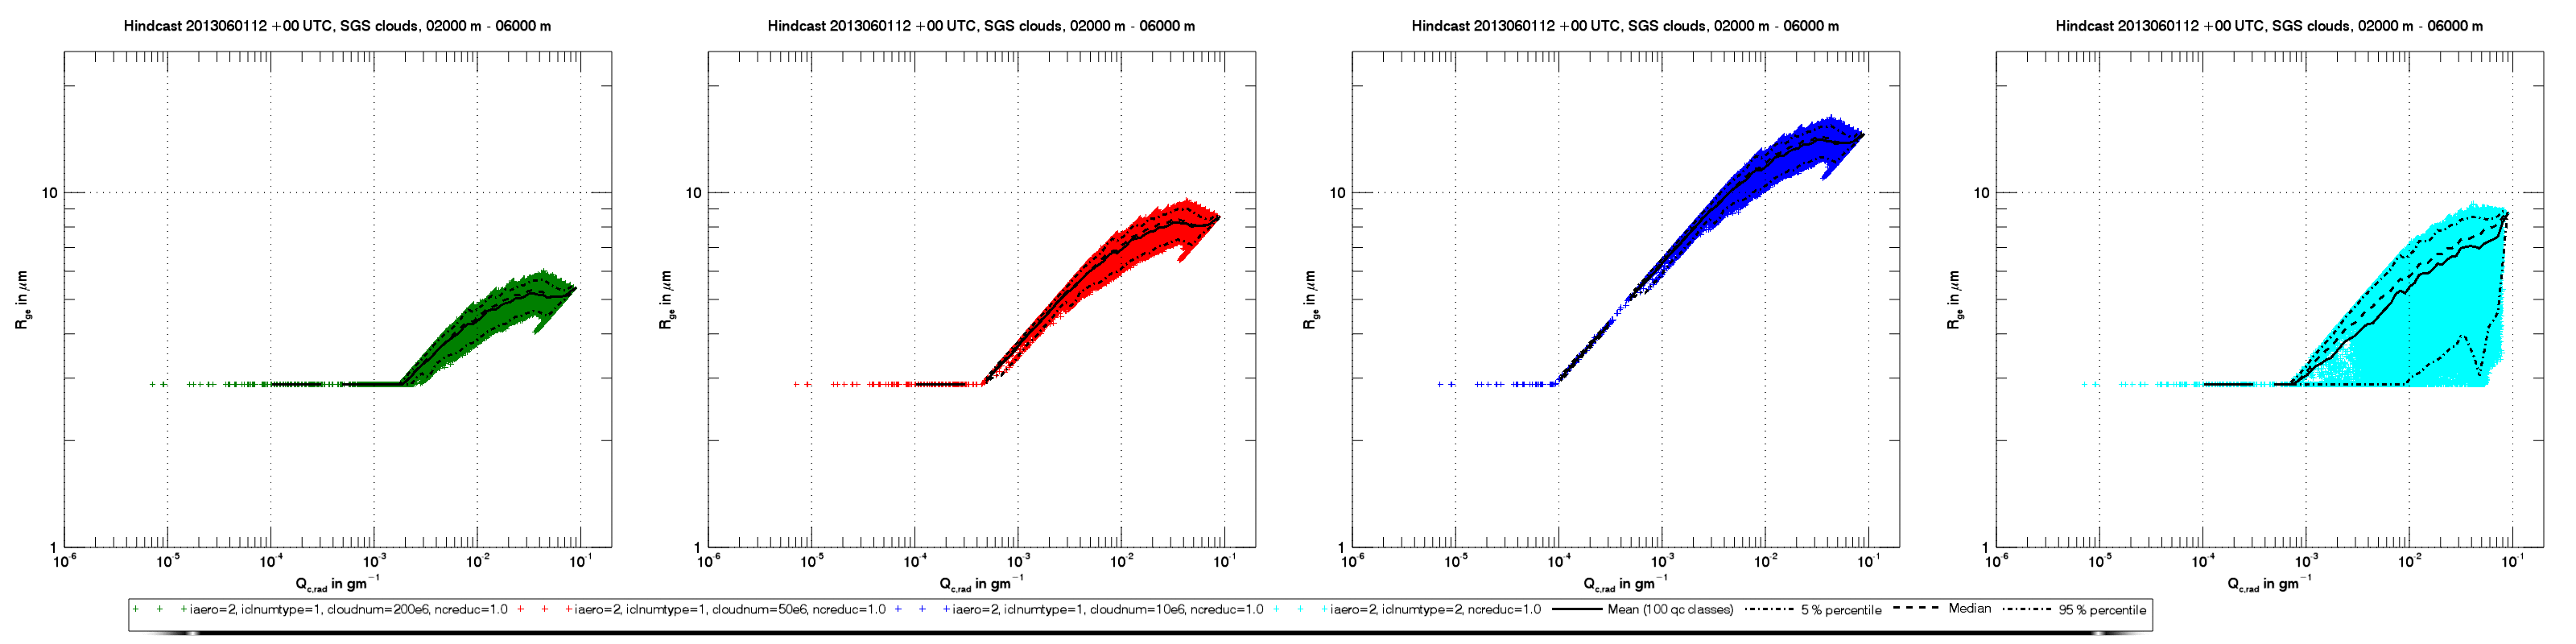 Hindcast 2013060112 +00 UTC, SGS clouds, 02000 m - 06000 m
R_ge in μm
10
1
10^-6 10^-5 10^-4 10^-3 10^-2 10^-1
Q_c,rad in gm^-1
Hindcast 2013060112 +00 UTC, SGS clouds, 02000 m - 06000 m
R_ge in μm
10
1
10^-6 10^-5 10^-4 10^-3 10^-2 10^-1
Q_c,rad in gm^-1
Hindcast 2013060112 +00 UTC, SGS clouds, 02000 m - 06000 m
R_ge in μm
10
1
10^-6 10^-5 10^-4 10^-3 10^-2 10^-1
Q_c,rad in gm^-1
Hindcast 2013060112 +00 UTC, SGS clouds, 02000 m - 06000 m
R_ge in μm
10
1
10^-6 10^-5 10^-4 10^-3 10^-2 10^-1
Q_c,rad in gm^-1
iaero=2, iclnumtype=1, cloudnum=200e6, ncreduc=1.0 iaero=2, iclnumtype=1, cloudnum=50e6, ncreduc=1.0 iaero=2, iclnumtype=1, cloudnum=10e6, ncreduc=1.0 iaero=2, iclnumtype=2, ncreduc=1.0 Mean (100 qc classes) 5 % percentile Median 95 % percentile